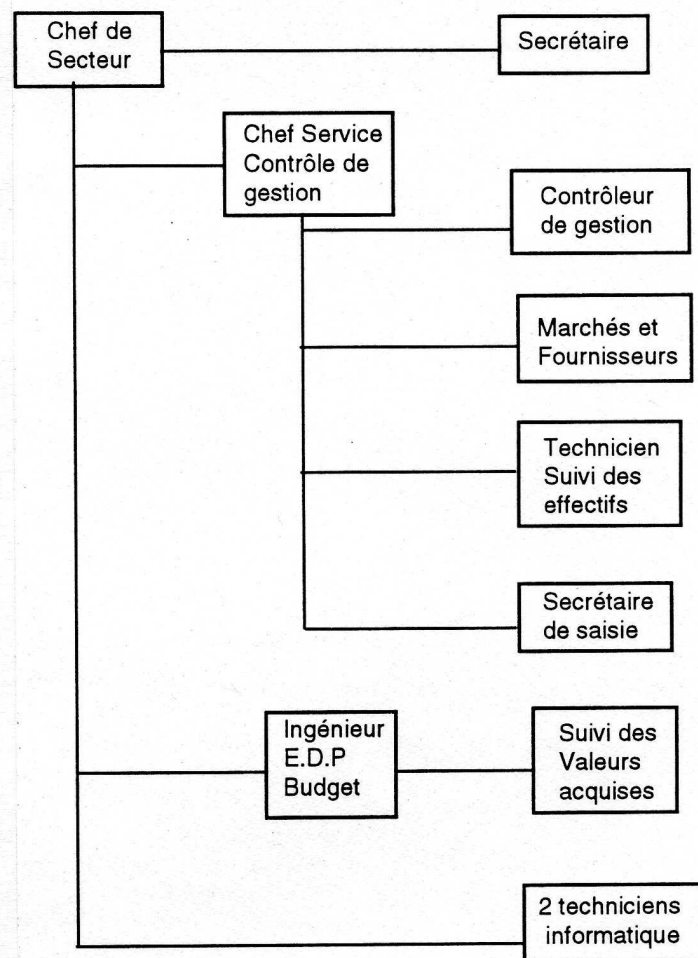 Chef de
Secteur
Secrétaire
Chef Service
Contrôle de
gestion
Contrôleur
de gestion
Marchés et
Fournisseurs
Technicien
Suivi des
effectifs
Secrétaire
de saisie
Ingénieur
E.D.P
Budget
Suivi des
Valeurs
acquises
2 techniciens
informatique